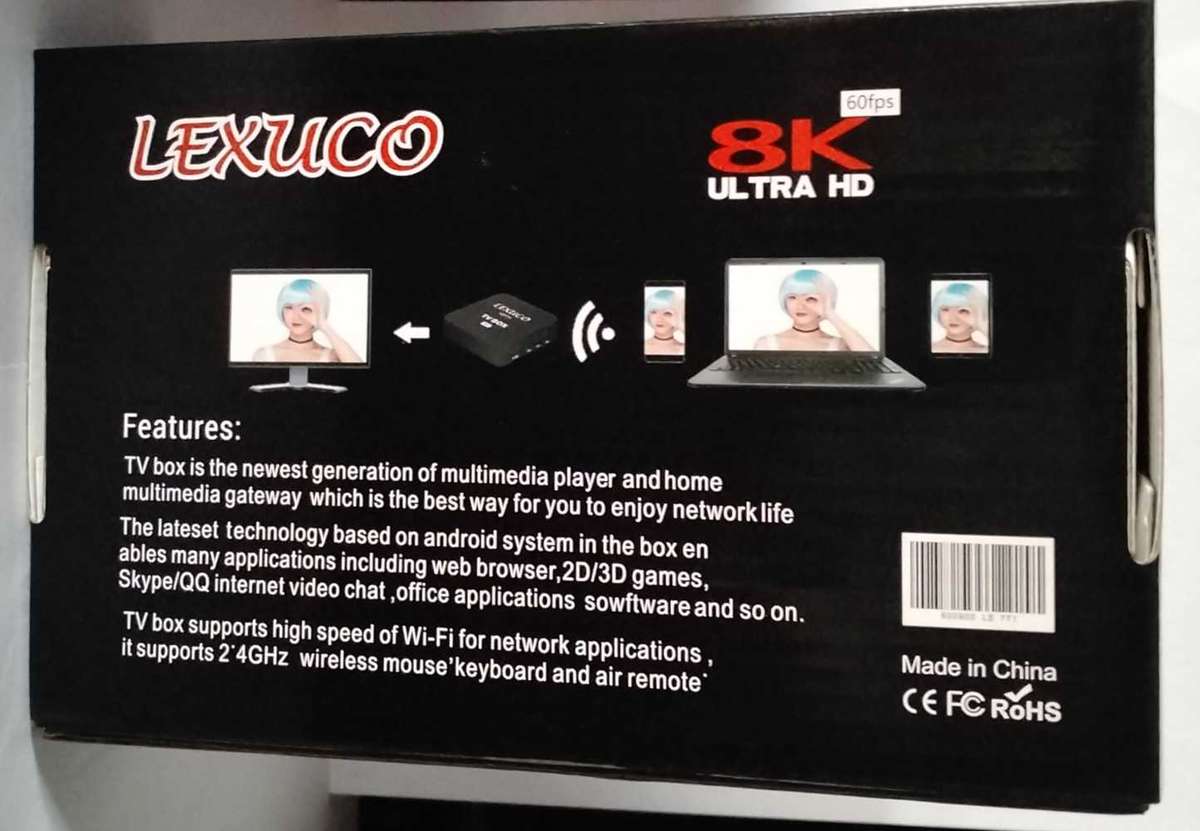 LEXUCO
60fps
8K
ULTRA HD
LEXUCO
TV BOX
Features:
TV box is the newest generation of multimedia player and home
multimedia gateway which is the best way for you to enjoy network life
The lateset technology based on android system in the box en
ables many applications including web browser,2D/3D games,
Skype/QQ internet video chat ,office applications sowftware and so on.
TV box supports high speed of Wi-Fi for network applications ,
it supports 2·4GHz wireless mouse'keyboard and air remote·
Made in China
CE FC RoHS